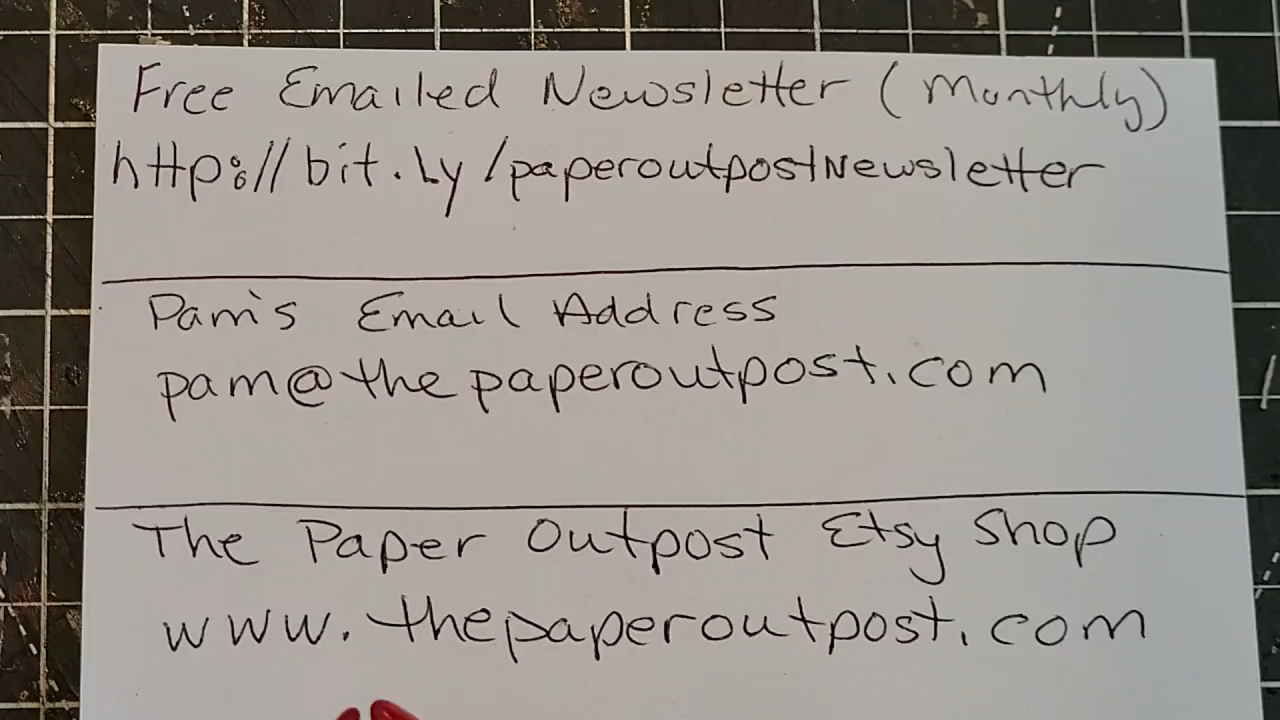 Free Emailed Newsletter (Monthly)
http://bit.ly/paperoutpostNewsletter
Pam's Email Address
pam@thepaperoutpost.com
The Paper Outpost Etsy Shop
www.thepaperoutpost.com